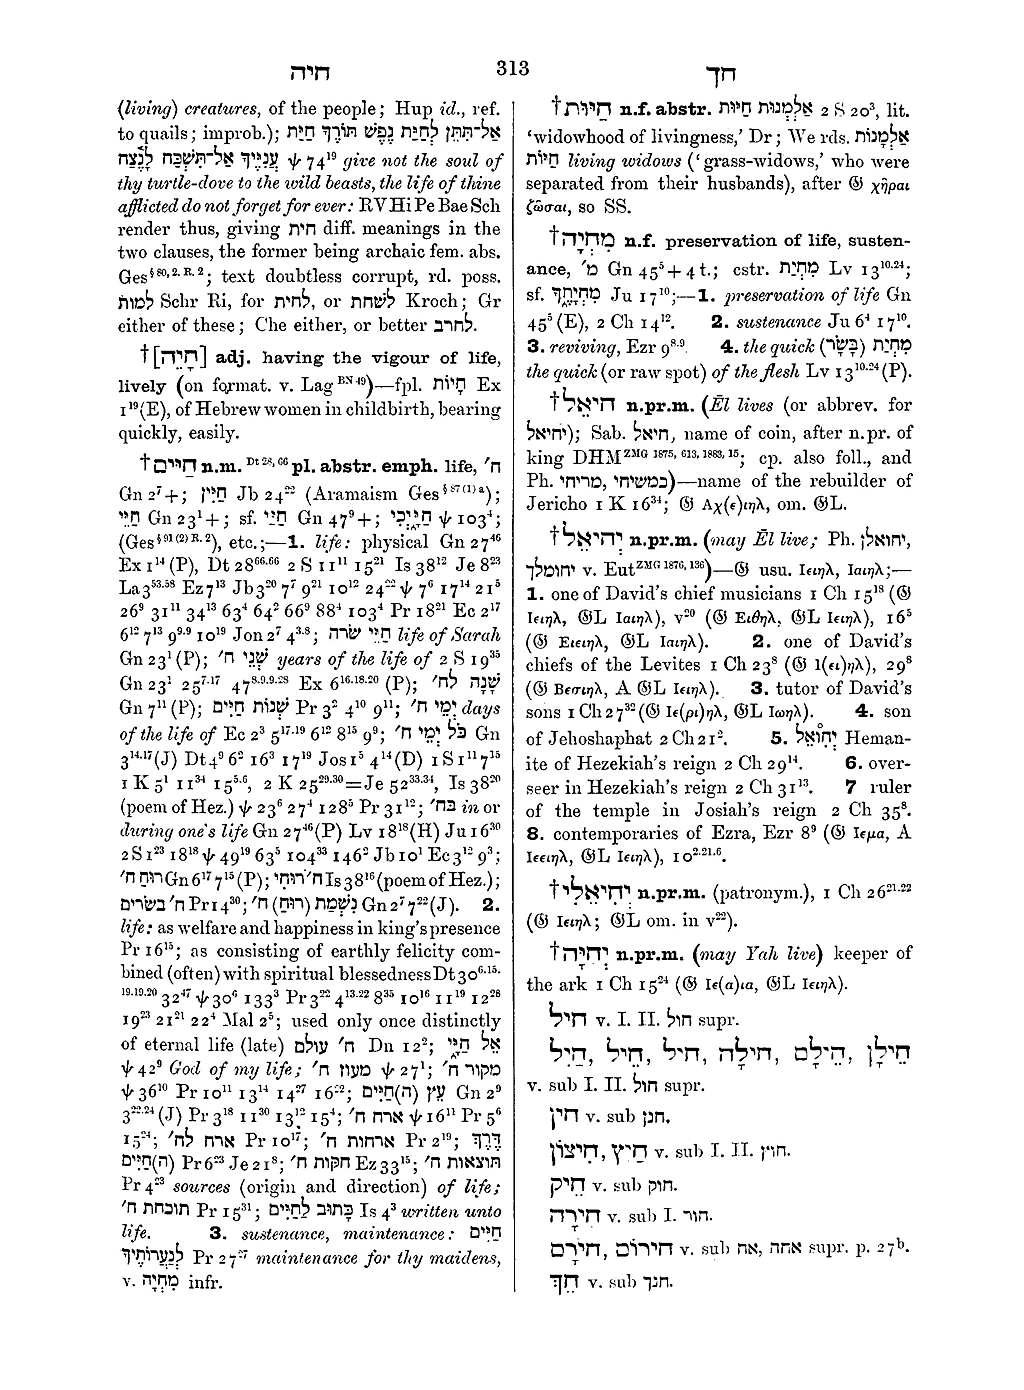 חיה 313 חך
(living) creatures, of the people; Hup id., ref.
to quails; improb.); אַל־תִּתֵּן לְחַיַּת נֶפֶשׁ תּוֹרֶךָ חַיַּת
עֲנִיֶּיךָ אַל־תִּשְׁכַּח לָנֶצַח ψ 74¹⁹ give not the soul of
thy turtle-dove to the wild beasts, the life of thine
afflicted do not forget for ever: RV Hi Pe Bae Sch
render thus, giving חית diff. meanings in the
two clauses, the former being archaic fem. abs.
Ges§ 80, 2. R. 2; text doubtless corrupt, rd. poss.
למות Schr Ri, for לחית, or לשחת Kroch; Gr
either of these; Che either, or better לחרב.
†[חָיֶה] adj. having the vigour of life,
lively (on format. v. Lag BN 49)—fpl. חָיוֹת Ex
1¹⁹(E), of Hebrew women in childbirth, bearing
quickly, easily.
†חַיִּים n.m. Dt 28, 66 pl. abstr. emph. life, ח׳
Gn 2⁷+; חַיִּין Jb 24²² (Aramaism Ges§ 87 (1) a);
חַיֵּי Gn 23¹+; sf. חַיַּי Gn 47⁹+; חַיָּיְכִי ψ 103⁴;
(Ges§ 91 (2) R. 2), etc.;—1. life: physical Gn 27⁴⁶
Ex 1¹⁴ (P), Dt 28⁶⁶·⁶⁶ 2 S 11¹¹ 15²¹ Is 38¹² Je 8²³
La 3⁵³·⁵⁸ Ez 7¹³ Jb 3²⁰ 7⁷ 9²¹ 10¹² 24²² ψ 7⁶ 17¹⁴ 21⁵
26⁹ 31¹¹ 34¹³ 63⁴ 64² 66⁹ 88⁴ 103⁴ Pr 18²¹ Ec 2¹⁷
6¹² 7¹³ 9⁹·⁹ 10¹⁹ Jon 2⁷ 4³·⁸; חַיֵּי שׂרה life of Sarah
Gn 23¹ (P); שְׁנֵי ח׳ years of the life of 2 S 19³⁵
Gn 23¹ 25⁷·¹⁷ 47⁸·⁹·⁹·²⁸ Ex 6¹⁶·¹⁸·²⁰ (P); שָׁנָה לח׳
Gn 7¹¹ (P); שְׁנוֹת חַיִּים Pr 3² 4¹⁰ 9¹¹; יְמֵי ח׳ days
of the life of Ec 2³ 5¹⁷·¹⁹ 6¹² 8¹⁵ 9⁹; כֹּל יְמֵי ח׳ Gn
3¹⁴·¹⁷(J) Dt 4⁹ 6² 16³ 17¹⁹ Jos 1⁵ 4¹⁴(D) 1 S 1¹¹ 7¹⁵
1 K 5¹ 11³⁴ 15⁵·⁶, 2 K 25²⁹·³⁰=Je 52³³·³⁴, Is 38²⁰
(poem of Hez.) ψ 23⁶ 27⁴ 128⁵ Pr 31¹²; בח׳ in or
during one's life Gn 27⁴⁶(P) Lv 18¹⁸(H) Ju 16³⁰
2 S 1²³ 18¹⁸ ψ 49¹⁹ 63⁵ 104³³ 146² Jb 10¹ Ec 3¹² 9³;
רוּחַ ח׳ Gn 6¹⁷ 7¹⁵(P); ח׳ רוּחִי Is 38¹⁶(poem of Hez.);
ח׳ בשׂרים Pr 14³⁰; נִשְׁמַת (רוּחַ) ח׳ Gn 2⁷ 7²²(J). 2.
life: as welfare and happiness in king's presence
Pr 16¹⁵; as consisting of earthly felicity com-
bined (often) with spiritual blessedness Dt 30⁶·¹⁵·
¹⁹·¹⁹·²⁰ 32⁴⁷ ψ 30⁶ 133³ Pr 3²² 4¹³·²² 8³⁵ 10¹⁶ 11¹⁹ 12²⁸
19²³ 21²¹ 22⁴ Mal 2⁵; used only once distinctly
of eternal life (late) ח׳ עולם Dn 12²; אֵל חַיָּי
ψ 42⁹ God of my life; מעוז ח׳ ψ 27¹; מקור ח׳
ψ 36¹⁰ Pr 10¹¹ 13¹⁴ 14²⁷ 16²²; עֵץ (ה)חַיִּים Gn 2⁹
3²²·²⁴ (J) Pr 3¹⁸ 11³⁰ 13¹² 15⁴; ארח ח׳ ψ 16¹¹ Pr 5⁶
15²⁴; ארח לח׳ Pr 10¹⁷; ארחות ח׳ Pr 2¹⁹; דֶּרֶךְ
(ה)חַיִּים Pr 6²³ Je 21⁸; חקות ח׳ Ez 33¹⁵; תוצאות ח׳
Pr 4²³ sources (origin and direction) of life;
תוכחת ח׳ Pr 15³¹; כָּתוּב לַחַיִּים Is 4³ written unto
life. 3. sustenance, maintenance: חַיִּים
לְנַעֲרוֹתֶיךָ Pr 27²⁷ maintenance for thy maidens,
v. מִחְיָה infr.
†חַיּוּת n.f. abstr. אַלְמְנוּת חַיּוּת 2 S 20³, lit.
‘widowhood of livingness,’ Dr; We rds. אַלְמָנוֹת
חַיּוֹת living widows (‘grass-widows,’ who were
separated from their husbands), after 𝔊 χῆραι
ζῶσαι, so SS.
†מִחְיָה n.f. preservation of life, susten-
ance, מ׳ Gn 45⁵+4 t.; cstr. מִחְיַת Lv 13¹⁰·²⁴;
sf. מִחְיָתֶךָ Ju 17¹⁰;—1. preservation of life Gn
45⁵ (E), 2 Ch 14¹². 2. sustenance Ju 6⁴ 17¹⁰.
3. reviving, Ezr 9⁸·⁹. 4. the quick (בָּשָׂר) מִחְיַת
the quick (or raw spot) of the flesh Lv 13¹⁰·²⁴(P).
†חִיאֵל n.pr.m. (Ēl lives (or abbrev. for
יְחִיאֵל); Sab. חיאל, name of coin, after n.pr. of
king DHM ZMG 1875, 613, 1883, 15; cp. also foll., and
Ph. כמשיחי, מריחי)—name of the rebuilder of
Jericho 1 K 16³⁴; 𝔊 Αχ(ε)ιηλ, om. 𝔊L.
†יְחִיאֵל n.pr.m. (may Ēl live; Ph. יחואלן,
יחומלך v. Eut ZMG 1876, 136)—𝔊 usu. Ιειηλ, Ιαιηλ;—
1. one of David's chief musicians 1 Ch 15¹⁸ (𝔊
Ιειηλ, 𝔊L Ιαιηλ), v²⁰ (𝔊 Ειθηλ, 𝔊L Ιειηλ), 16⁵
(𝔊 Ειειηλ, 𝔊L Ιαιηλ). 2. one of David's
chiefs of the Levites 1 Ch 23⁸ (𝔊 Ι(ει)ηλ), 29⁸
(𝔊 Βεσιηλ, A 𝔊L Ιειηλ). 3. tutor of David's
sons 1 Ch 27³² (𝔊 Ιε(ρι)ηλ, 𝔊L Ιωηλ). 4. son
of Jehoshaphat 2 Ch 21². 5. יְחוֹאֵל Heman-
ite of Hezekiah's reign 2 Ch 29¹⁴. 6. over-
seer in Hezekiah's reign 2 Ch 31¹³. 7 ruler
of the temple in Josiah's reign 2 Ch 35⁸.
8. contemporaries of Ezra, Ezr 8⁹ (𝔊 Ιεμα, A
Ιεειηλ, 𝔊L Ιειηλ), 10²·²¹·⁶.
†יְחִיאֵלִי n.pr.m. (patronym.), 1 Ch 26²¹·²²
(𝔊 Ιειηλ; 𝔊L om. in v²²).
†יְחִיָּה n.pr.m. (may Yah live) keeper of
the ark 1 Ch 15²⁴ (𝔊 Ιε(α)ια, 𝔊L Ιειηλ).
חיל v. I. II. חול supr.
חַיִל, חֵיל, חִיל, חִילָה, חֵילָם, חִילֵן
v. sub I. II. חול supr.
חין v. sub חנן.
חַיִץ, חִיצוֹן v. sub I. II. חוץ.
חֵיק v. sub חוק.
חִירָה v. sub I. חור.
חִירוֹם, חִירָם v. sub אח, אחה supr. p. 27ᵇ.
חֵךְ v. sub חנך.